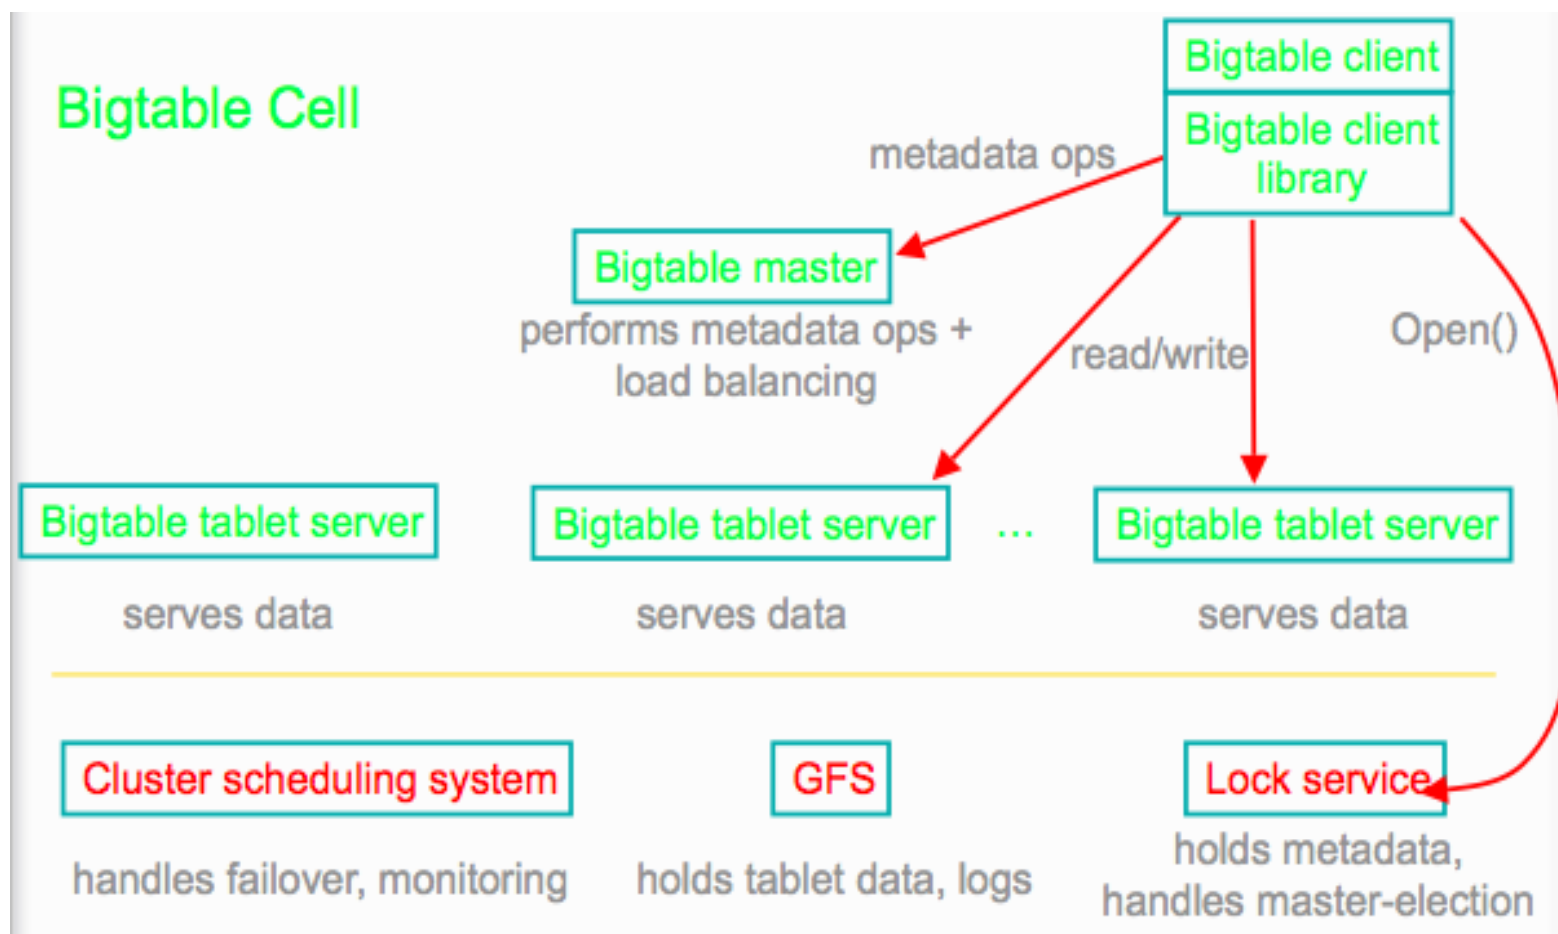 Bigtable Cell
Bigtable client
Bigtable client
library
metadata ops
Bigtable master
performs metadata ops +
load balancing
read/write
Open()
Bigtable tablet server
Bigtable tablet server
...
Bigtable tablet server
serves data
serves data
serves data
Cluster scheduling system
GFS
Lock service
handles failover, monitoring
holds tablet data, logs
holds metadata,
handles master-election